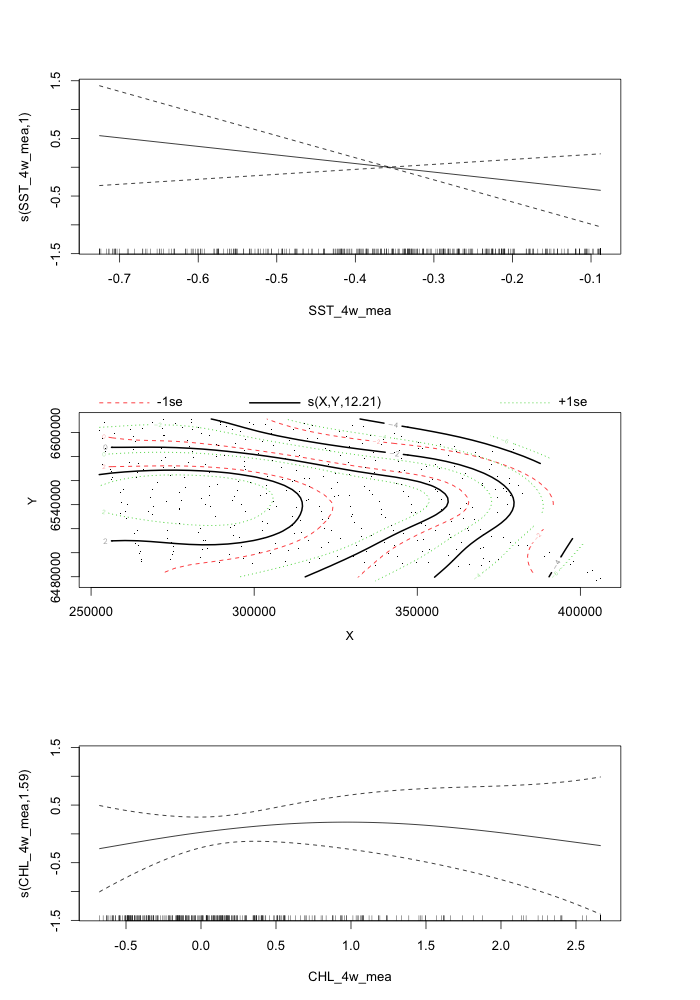 s(SST_4w_mea,1)
1.5
0.5
-0.5
-1.5
-0.7 -0.6 -0.5 -0.4 -0.3 -0.2 -0.1
SST_4w_mea
-1se s(X,Y,12.21) +1se
Y
6600000
6540000
6480000
250000 300000 350000 400000
X
s(CHL_4w_mea,1.59)
1.5
0.5
-0.5
-1.5
-0.5 0.0 0.5 1.0 1.5 2.0 2.5
CHL_4w_mea